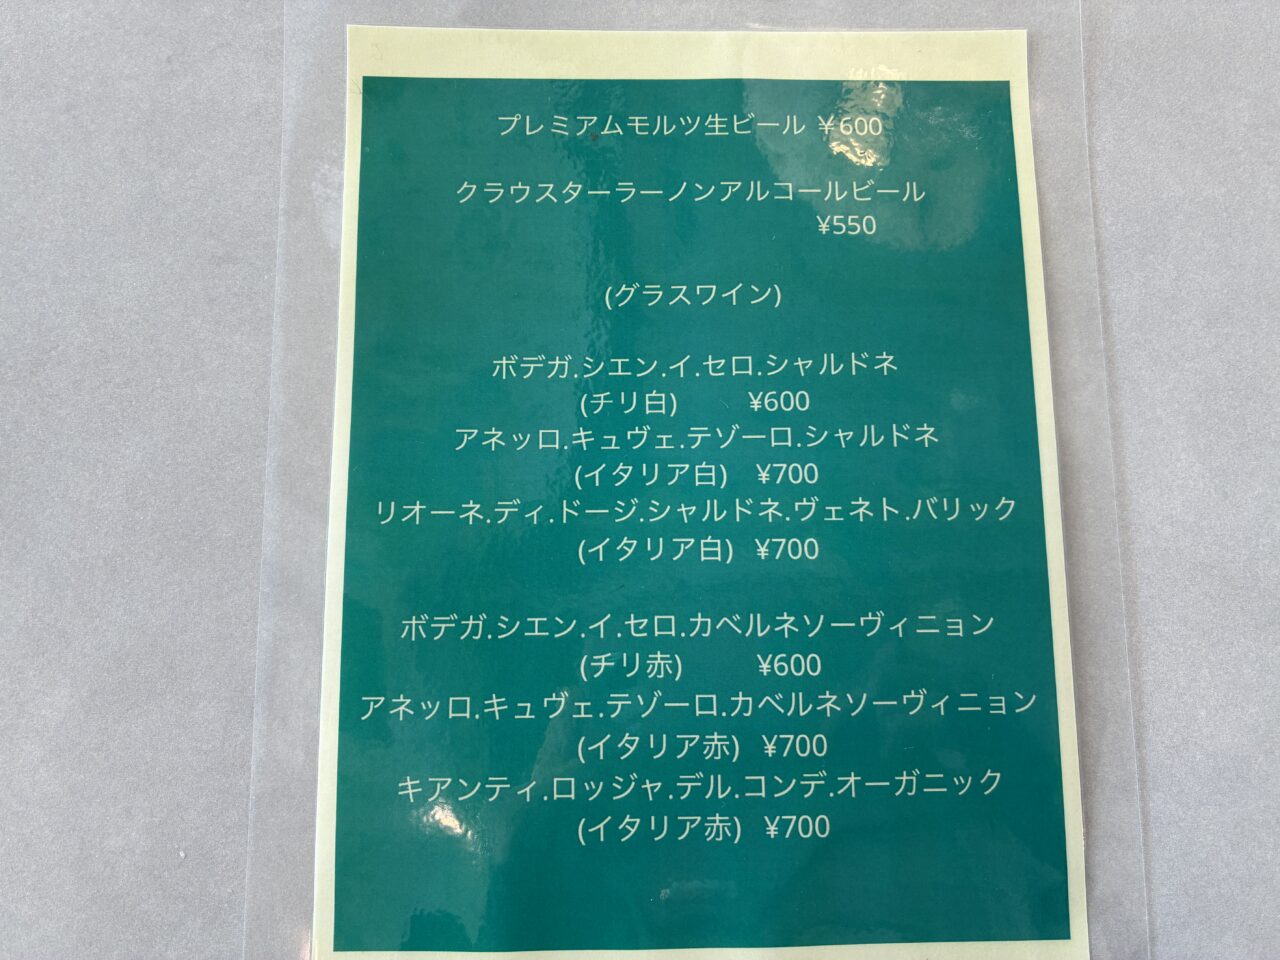 プレミアムモルツ生ビール ￥600
クラウスターラーノンアルコールビール
¥550
(グラスワイン)
ボデガ.シエン.イ.セロ.シャルドネ
(チリ白) ¥600
アネッロ.キュヴェ.テゾーロ.シャルドネ
(イタリア白) ¥700
リオーネ.ディ.ドージ.シャルドネ.ヴェネト.バリック
(イタリア白) ¥700
ボデガ.シエン.イ.セロ.カベルネソーヴィニョン
(チリ赤) ¥600
アネッロ.キュヴェ.テゾーロ.カベルネソーヴィニョン
(イタリア赤) ¥700
キアンティ.ロッジャ.デル.コンデ.オーガニック
(イタリア赤) ¥700